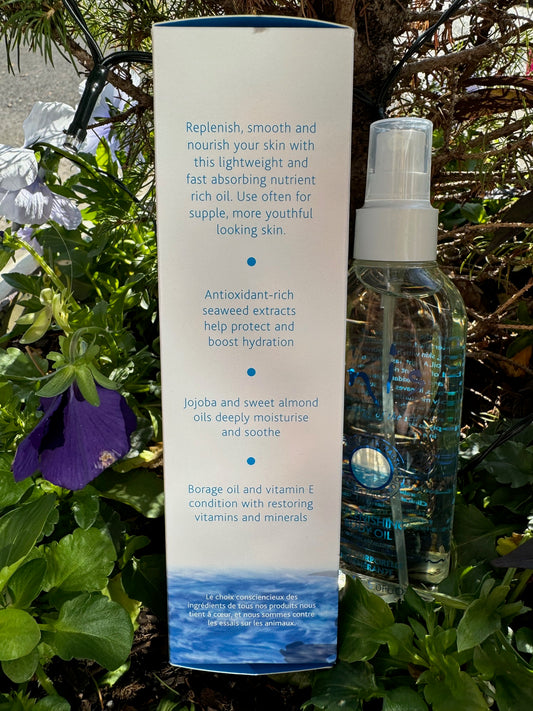 Replenish, smooth and
nourish your skin with
this lightweight and
fast absorbing nutrient
rich oil. Use often for
supple, more youthful
looking skin.
Antioxidant-rich
seaweed extracts
help protect and
boost hydration
Jojoba and sweet almond
oils deeply moisturise
and soothe
Borage oil and vitamin E
condition with restoring
vitamins and minerals
Le choix consciencieux des
ingrédients de tous nos produits nous
tient à cœur, et nous sommes contre
les essais sur les animaux.
OIL